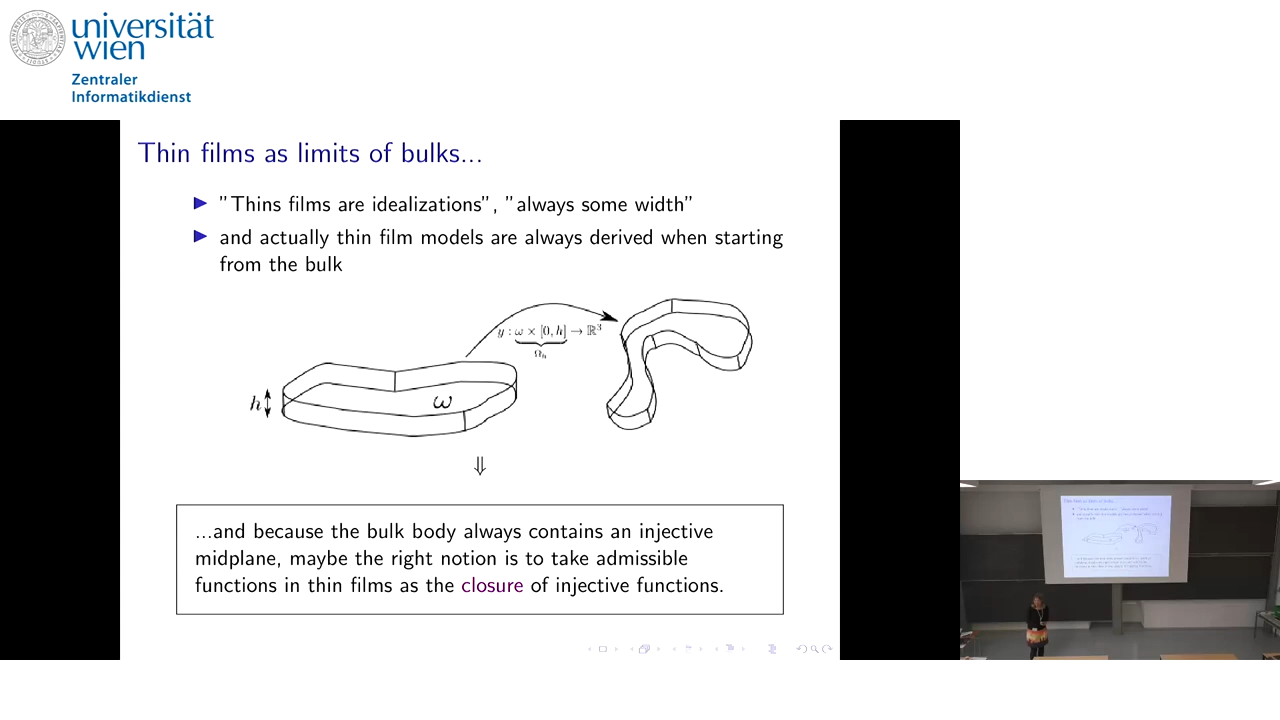 universität
wien
Zentraler
Informatikdienst
Thin films as limits of bulks...
"Thins films are idealizations", "always some width"
and actually thin film models are always derived when starting
from the bulk
y : ω × [0, h] → ℝ³
Ωₕ
h
ω
⇓
...and because the bulk body always contains an injective
midplane, maybe the right notion is to take admissible
functions in thin films as the closure of injective functions.